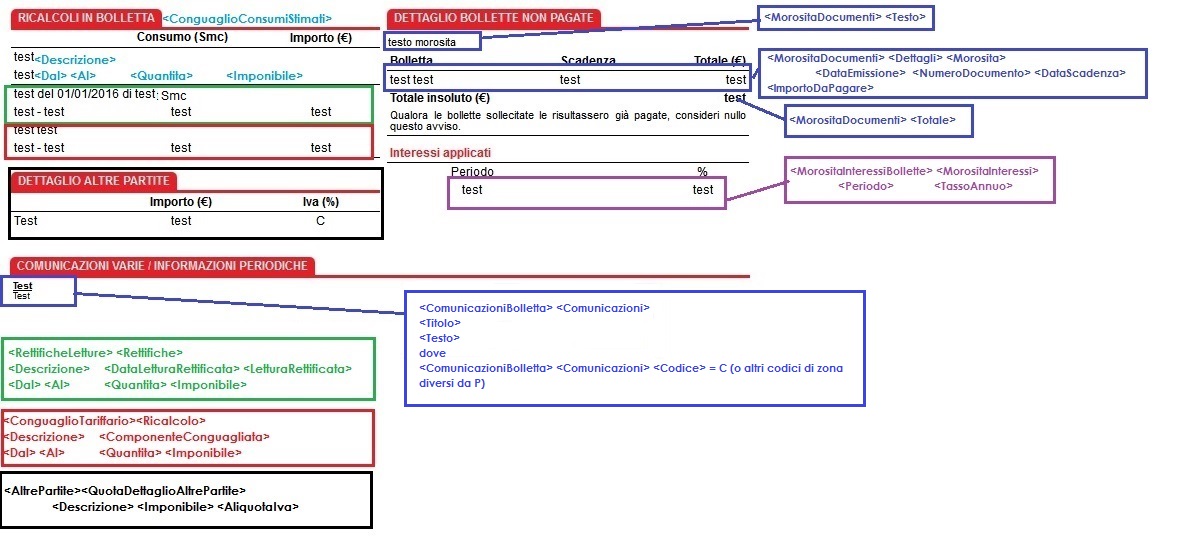 RICALCOLI IN BOLLETTA <ConguaglioConsumiStimati>
Consumo (Smc) Importo (€)
test<Descrizione>
test<Dal> <Al> <Quantita> <Imponibile>
test del 01/01/2016 di test: Smc
test - test test test
test test
test - test test test
DETTAGLIO ALTRE PARTITE
Importo (€) Iva (%)
Test test C
DETTAGLIO BOLLETTE NON PAGATE
testo morosita
Bolletta Scadenza Totale (€)
test test test test
Totale insoluto (€) test
Qualora le bollette sollecitate le risultassero già pagate, consideri nullo
questo avviso.
Interessi applicati
Periodo %
test test
<MorositaDocumenti> <Testo>
<MorositaDocumenti> <Dettagli> <Morosita>
<DataEmissione> <NumeroDocumento> <DataScadenza>
<ImportoDaPagare>
<MorositaDocumenti> <Totale>
<MorositaInteressiBollette> <MorositaInteressi>
<Periodo> <TassoAnnuo>
COMUNICAZIONI VARIE / INFORMAZIONI PERIODICHE
Test
Test
<ComunicazioniBolletta> <Comunicazioni>
<Titolo>
<Testo>
dove
<ComunicazioniBolletta> <Comunicazioni> <Codice> = C (o altri codici di zona
diversi da P)
<RettificheLetture> <Rettifiche>
<Descrizione> <DataLetturaRettificata> <LetturaRettificata>
<Dal> <Al> <Quantita> <Imponibile>
<ConguaglioTariffario><Ricalcolo>
<Descrizione> <ComponenteConguagliata>
<Dal> <Al> <Quantita> <Imponibile>
<AltrePartite><QuotaDettaglioAltrePartite>
<Descrizione> <Imponibile> <AliquotaIva>